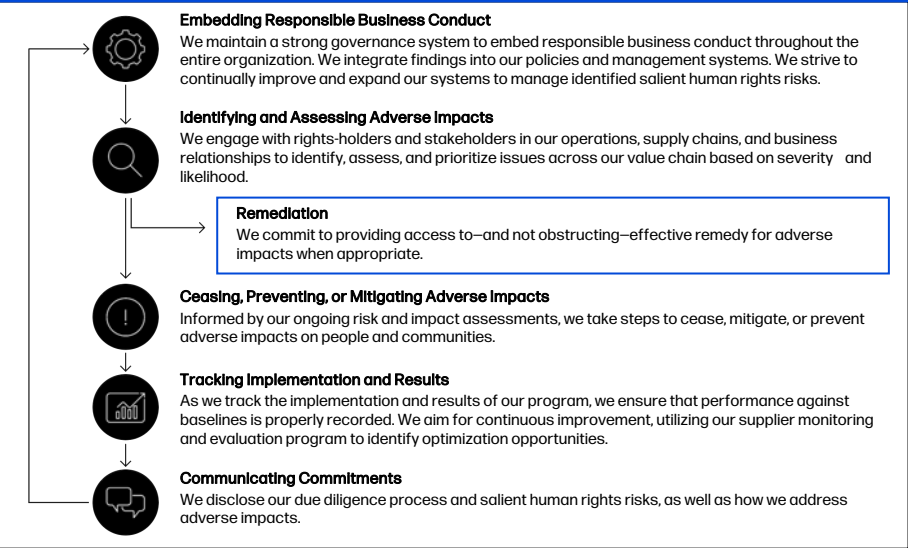 Embedding Responsible Business Conduct
We maintain a strong governance system to embed responsible business conduct throughout the
entire organization. We integrate findings into our policies and management systems. We strive to
continually improve and expand our systems to manage identified salient human rights risks.
Identifying and Assessing Adverse Impacts
We engage with rights-holders and stakeholders in our operations, supply chains, and business
relationships to identify, assess, and prioritize issues across our value chain based on severity and
likelihood.
Remediation
We commit to providing access to—and not obstructing—effective remedy for adverse
impacts when appropriate.
Ceasing, Preventing, or Mitigating Adverse Impacts
Informed by our ongoing risk and impact assessments, we take steps to cease, mitigate, or prevent
adverse impacts on people and communities.
Tracking Implementation and Results
As we track the implementation and results of our program, we ensure that performance against
baselines is properly recorded. We aim for continuous improvement, utilizing our supplier monitoring
and evaluation program to identify optimization opportunities.
Communicating Commitments
We disclose our due diligence process and salient human rights risks, as well as how we address
adverse impacts.